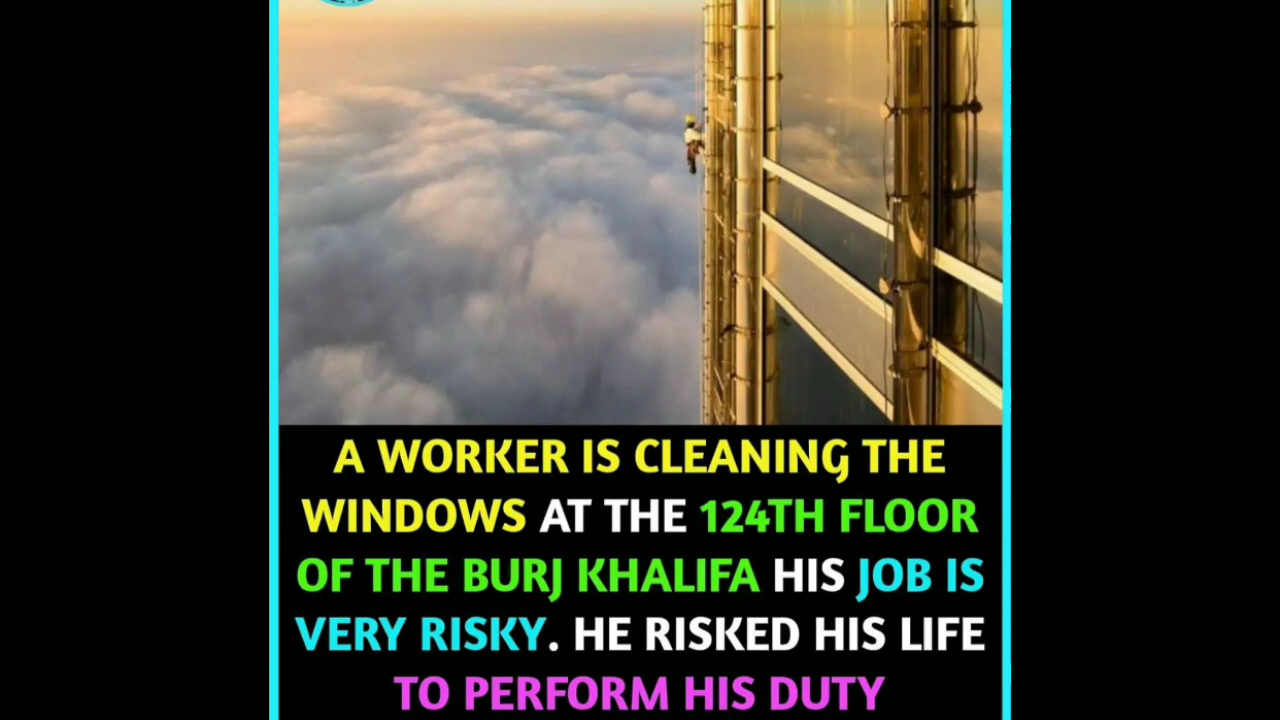 A WORKER IS CLEANING THE
WINDOWS AT THE 124TH FLOOR
OF THE BURJ KHALIFA HIS JOB IS
VERY RISKY. HE RISKED HIS LIFE
TO PERFORM HIS DUTY